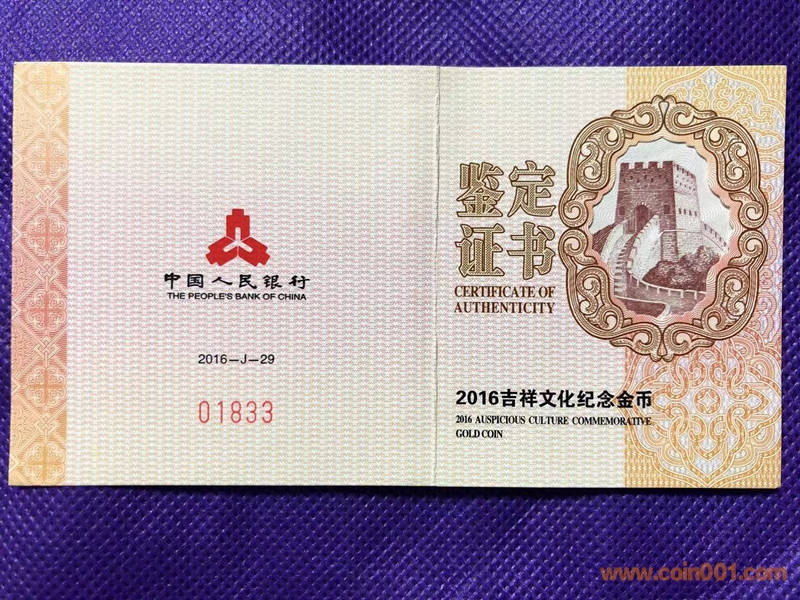 中国人民银行
THE PEOPLE'S BANK OF CHINA
2016-J-29
01833
鉴定
证书
CERTIFICATE OF
AUTHENTICITY
2016吉祥文化纪念金币
2016 AUSPICIOUS CULTURE COMMEMORATIVE
GOLD COIN
www.coin001.com